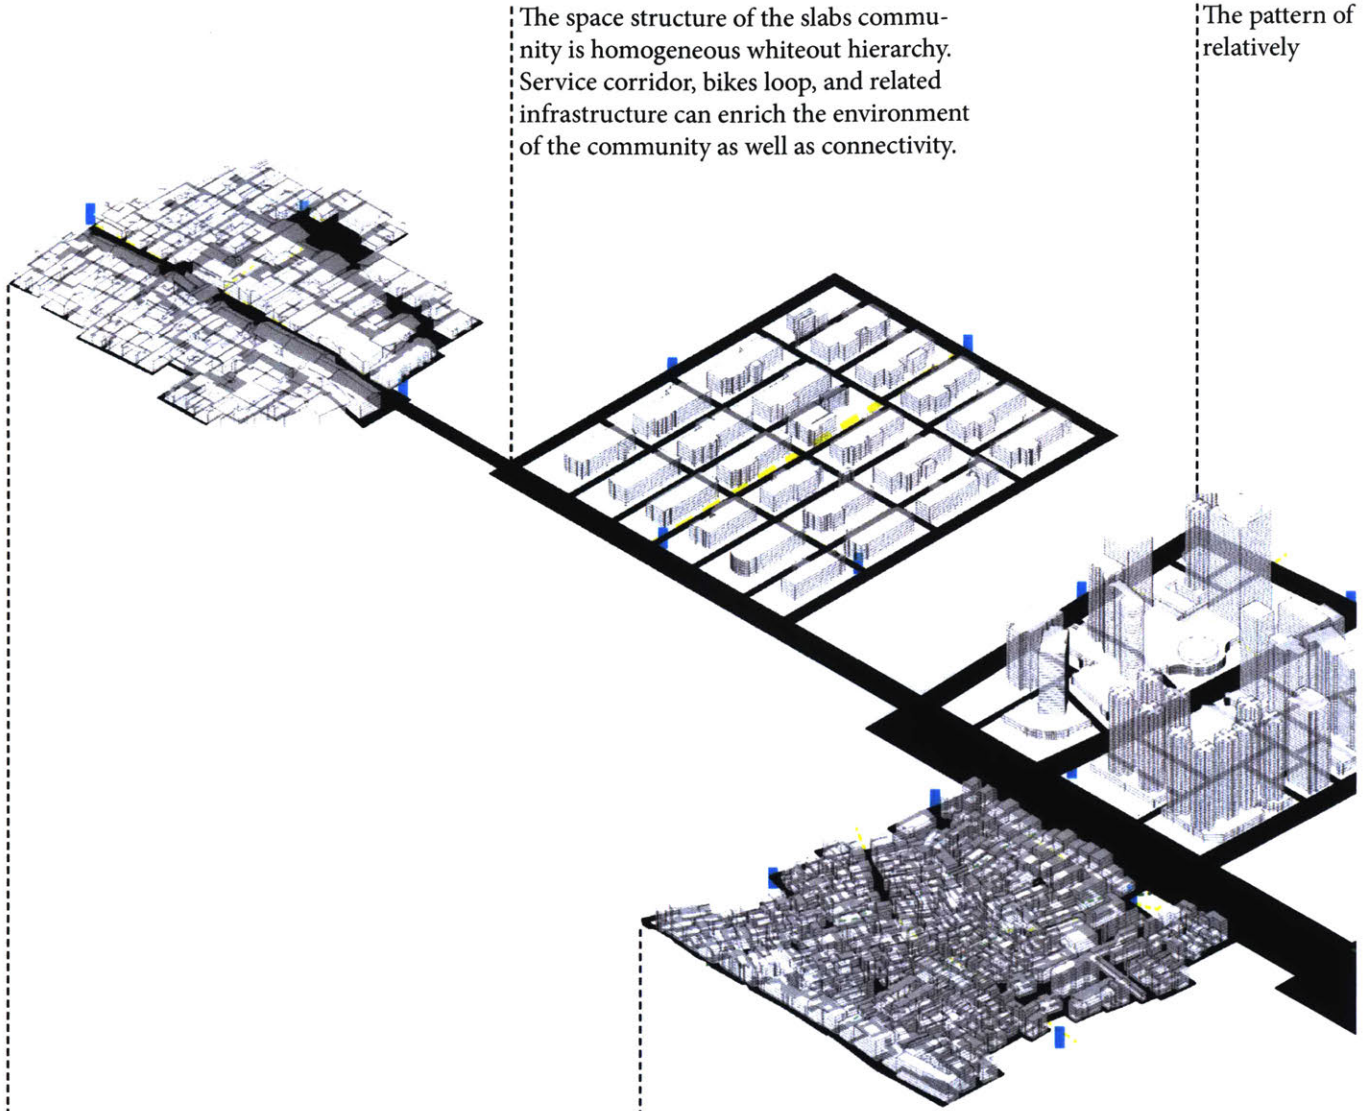 The space structure of the slabs commu-
nity is homogeneous whiteout hierarchy.
Service corridor, bikes loop, and related
infrastructure can enrich the environment
of the community as well as connectivity.
The pattern of
relatively